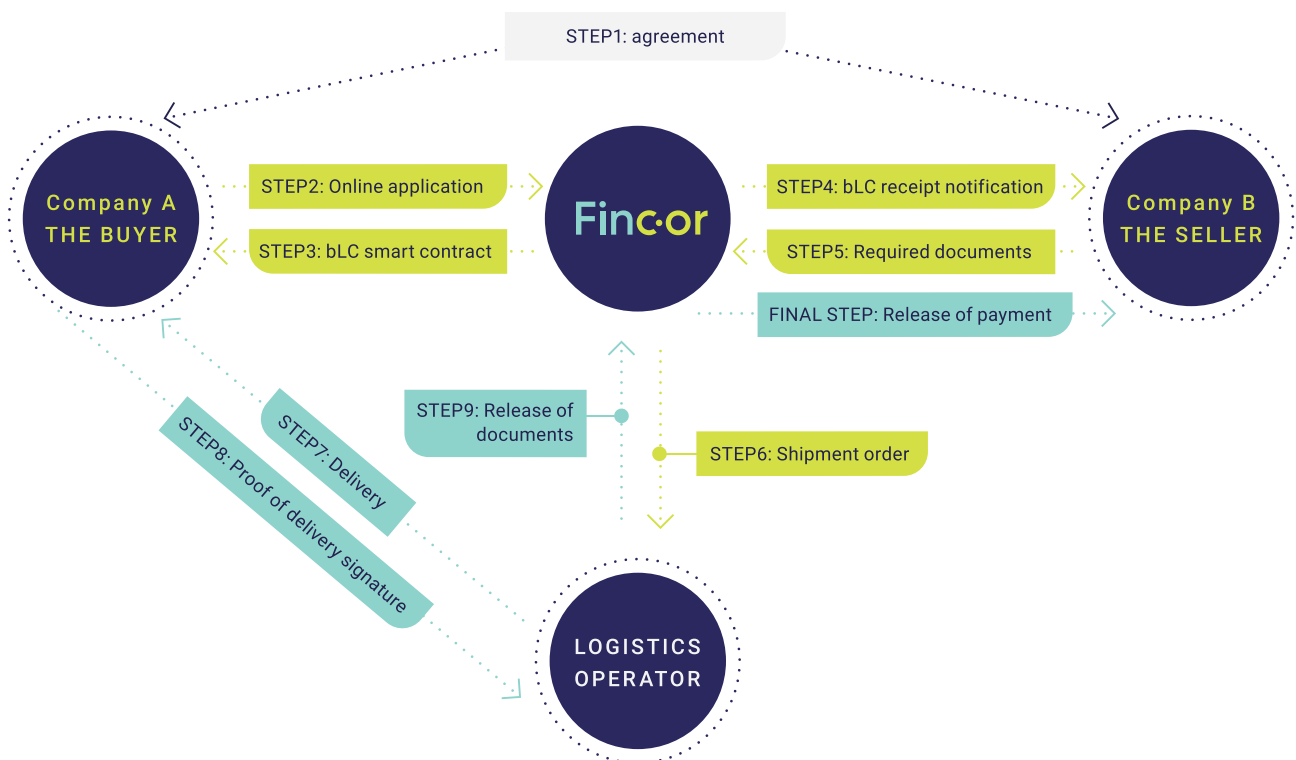 STEP1: agreement
Company A
THE BUYER
STEP2: Online application
STEP3: bLC smart contract
Fincor
STEP4: bLC receipt notification
STEP5: Required documents
FINAL STEP: Release of payment
Company B
THE SELLER
STEP9: Release of
documents
STEP6: Shipment order
STEP7: Delivery
STEP8: Proof of delivery signature
LOGISTICS
OPERATOR